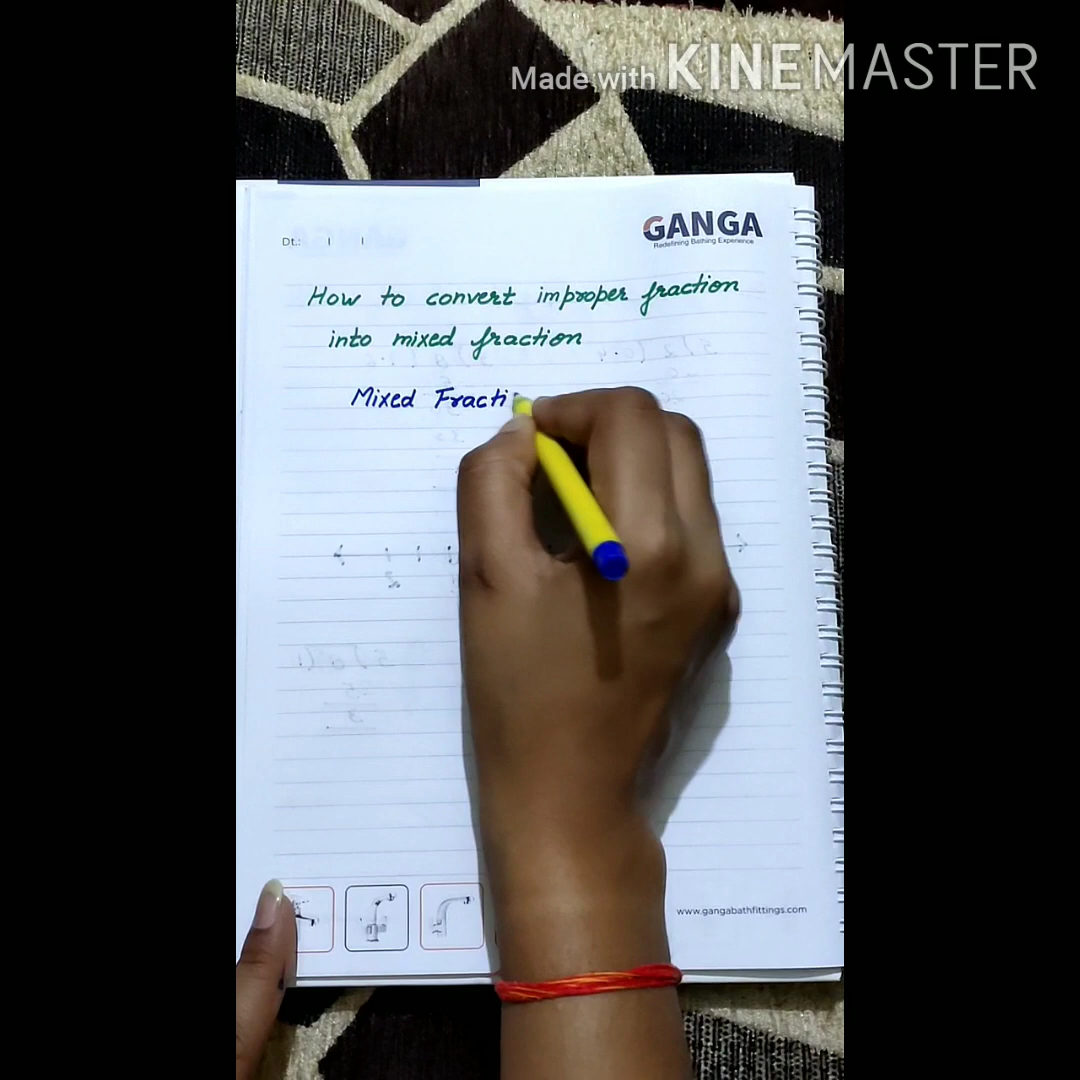 Made with KINEMASTER
GANGA
Redefining Bathing Experience
Dt.:
How to convert improper fraction
into mixed fraction
Mixed Fracti
www.gangabathfittings.com